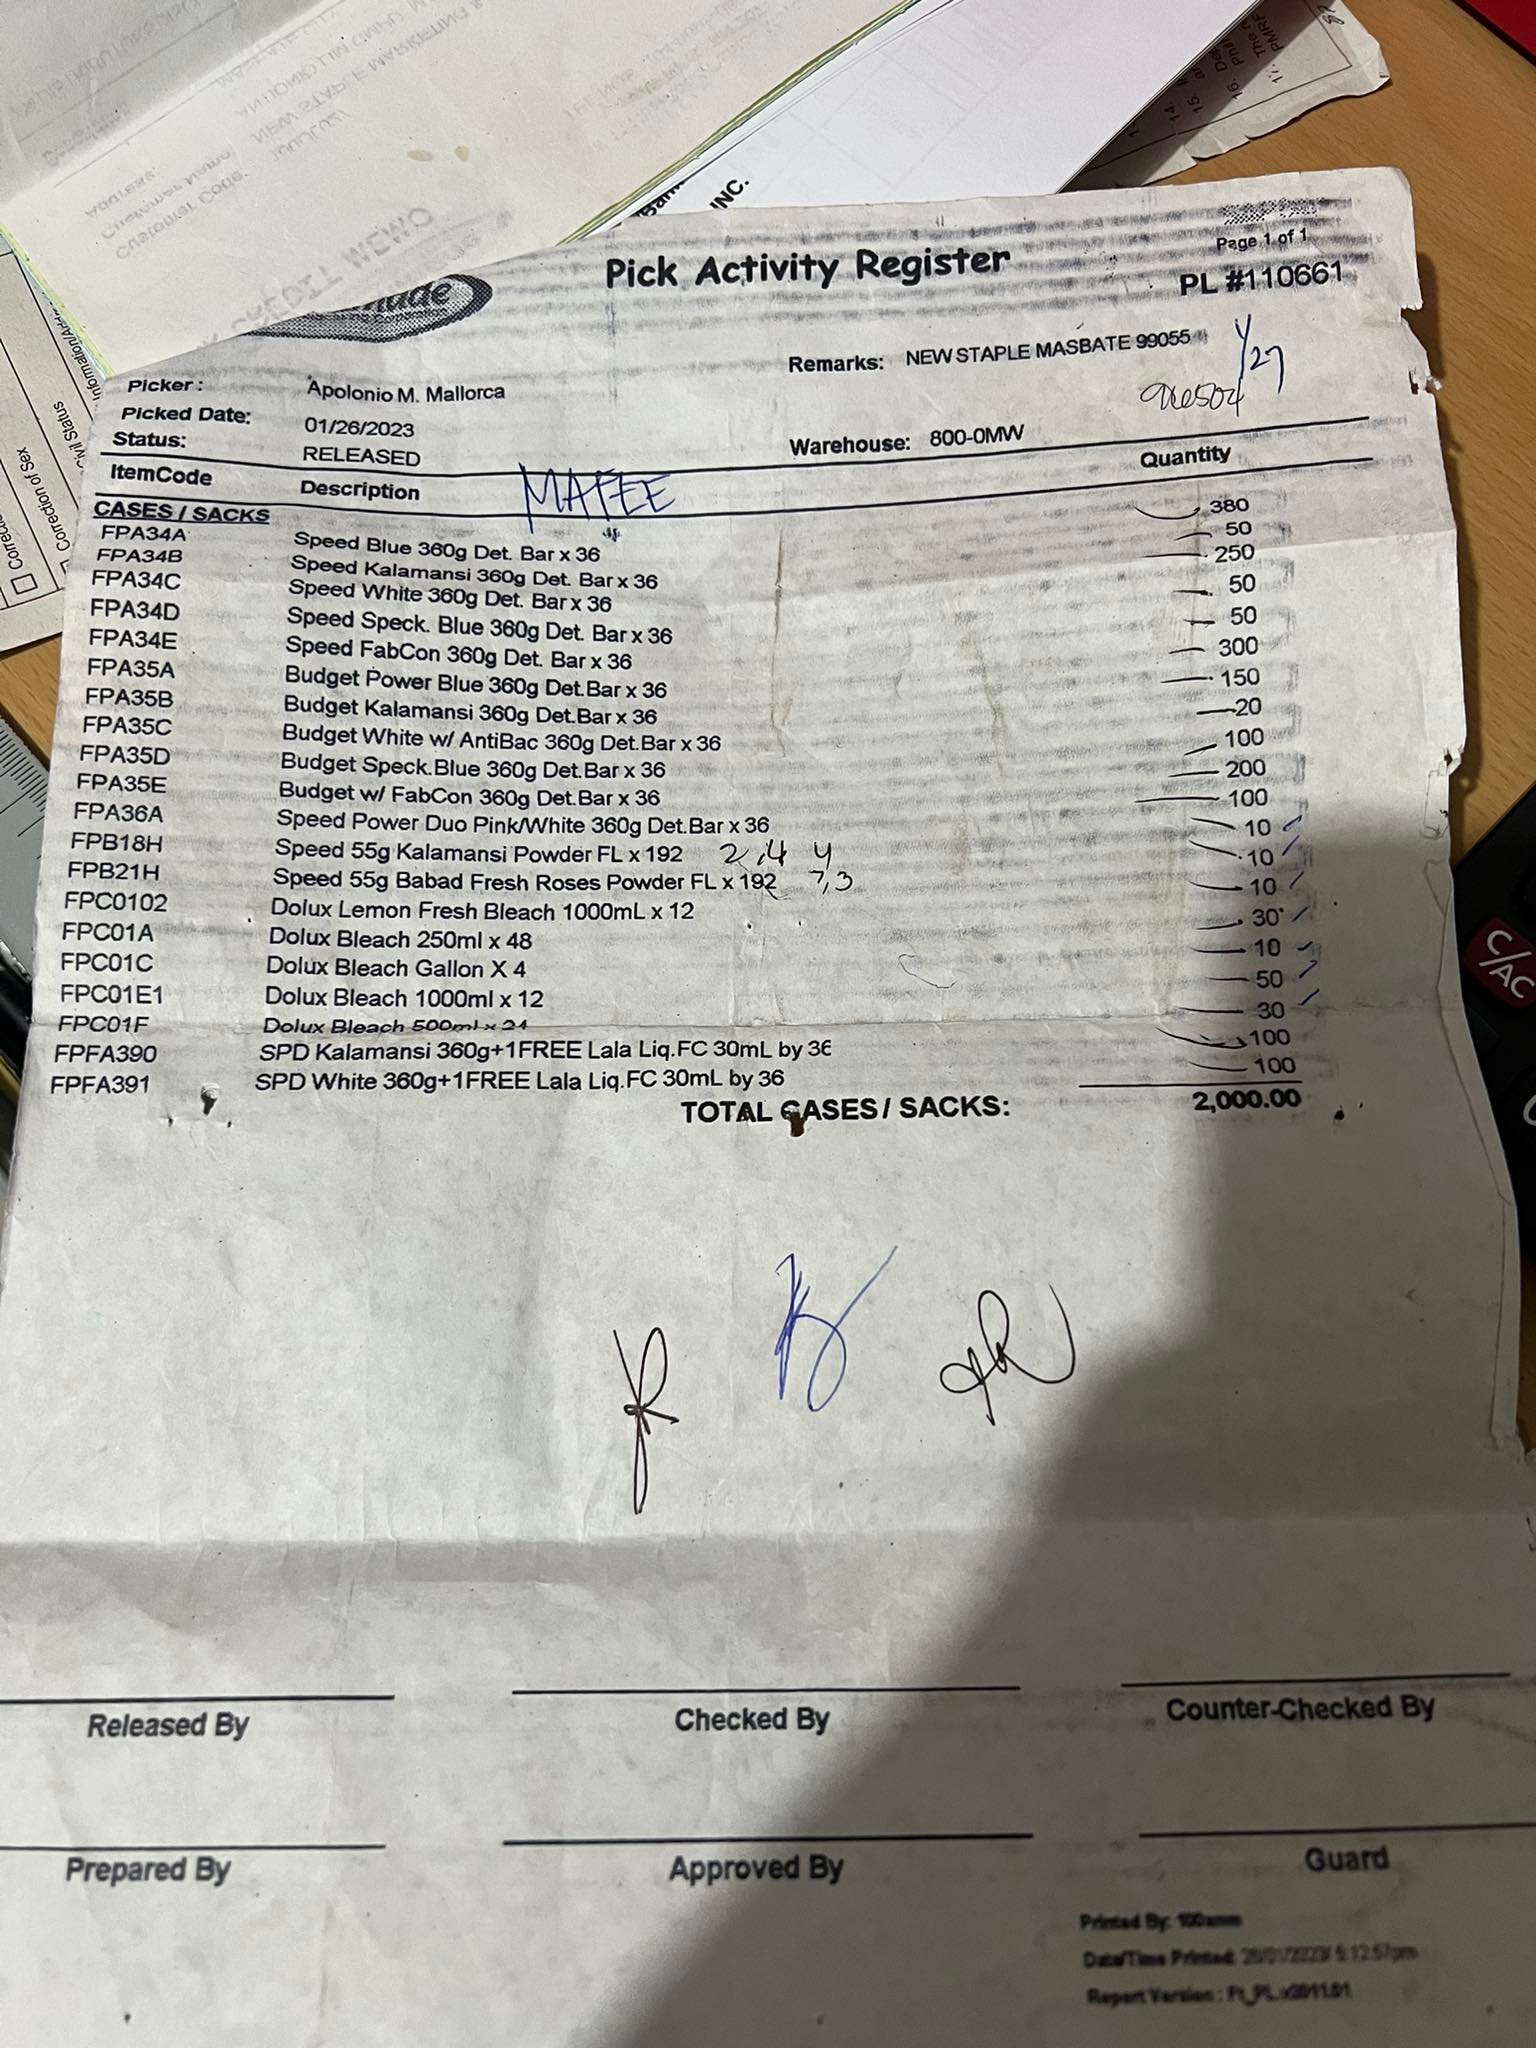 Pick Activity Register
Page 1 of 1
PL #110661
Picker : Apolonio M. Mallorca
Remarks: NEW STAPLE MASBATE 99055
1/27
Picked Date: 01/26/2023
Status: RELEASED
Warehouse: 800-0MW
ItemCode Description MAFEE Quantity
CASES / SACKS
FPA34A Speed Blue 360g Det. Bar x 36 380
FPA34B Speed Kalamansi 360g Det. Bar x 36 50
FPA34C Speed White 360g Det. Bar x 36 250
FPA34D Speed Speck. Blue 360g Det. Bar x 36 50
FPA34E Speed FabCon 360g Det. Bar x 36 50
FPA35A Budget Power Blue 360g Det.Bar x 36 300
FPA35B Budget Kalamansi 360g Det.Bar x 36 150
FPA35C Budget White w/ AntiBac 360g Det.Bar x 36 20
FPA35D Budget Speck.Blue 360g Det.Bar x 36 100
FPA35E Budget w/ FabCon 360g Det.Bar x 36 200
FPA36A Speed Power Duo Pink/White 360g Det.Bar x 36 100
FPB18H Speed 55g Kalamansi Powder FL x 192 2,4 4 10
FPB21H Speed 55g Babad Fresh Roses Powder FL x 192 7,3 10
FPC0102 Dolux Lemon Fresh Bleach 1000mL x 12 10
FPC01A Dolux Bleach 250ml x 48 30
FPC01C Dolux Bleach Gallon X 4 10
FPC01E1 Dolux Bleach 1000ml x 12 50
FPC01F Dolux Bleach 500ml x 24 30
FPFA390 SPD Kalamansi 360g+1FREE Lala Liq.FC 30mL by 36 100
FPFA391 SPD White 360g+1FREE Lala Liq.FC 30mL by 36 100
TOTAL CASES / SACKS: 2,000.00
Released By
Checked By
Counter-Checked By
Prepared By
Approved By
Guard
Printed By:
Date/Time Printed: 26/01/2023/ 5:12:57pm
Report Version :
INC.
CREDIT MEMO
Customer Code:
Customer Name:
Address:
NEW STAPLE MARKETING
Correction of Sex
Civil Status
C/AC